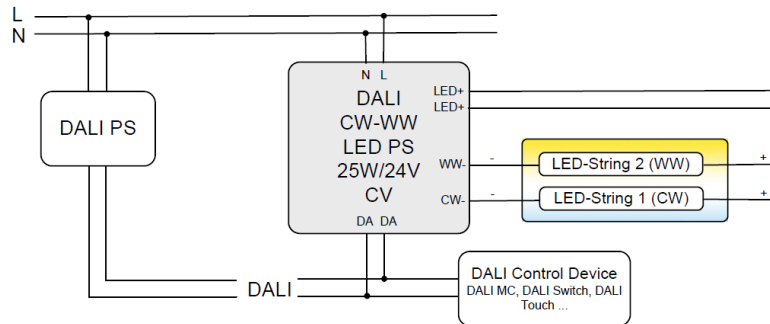 L
N
N L
DALI PS
DALI
CW-WW
LED PS
25W/24V
CV
LED+
LED+
WW-
CW-
DA DA
-
LED-String 2 (WW)
+
-
LED-String 1 (CW)
+
DALI
DALI Control Device
DALI MC, DALI Switch, DALI
Touch ...